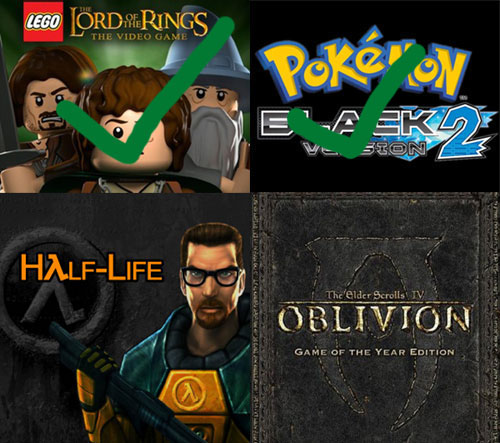 LEGO THE LORD OF THE RINGS
THE VIDEO GAME
POKéMON
BLACK 2
VERSION
HλLF-LIFE
The Elder Scrolls IV
OBLIVION
GAME OF THE YEAR EDITION